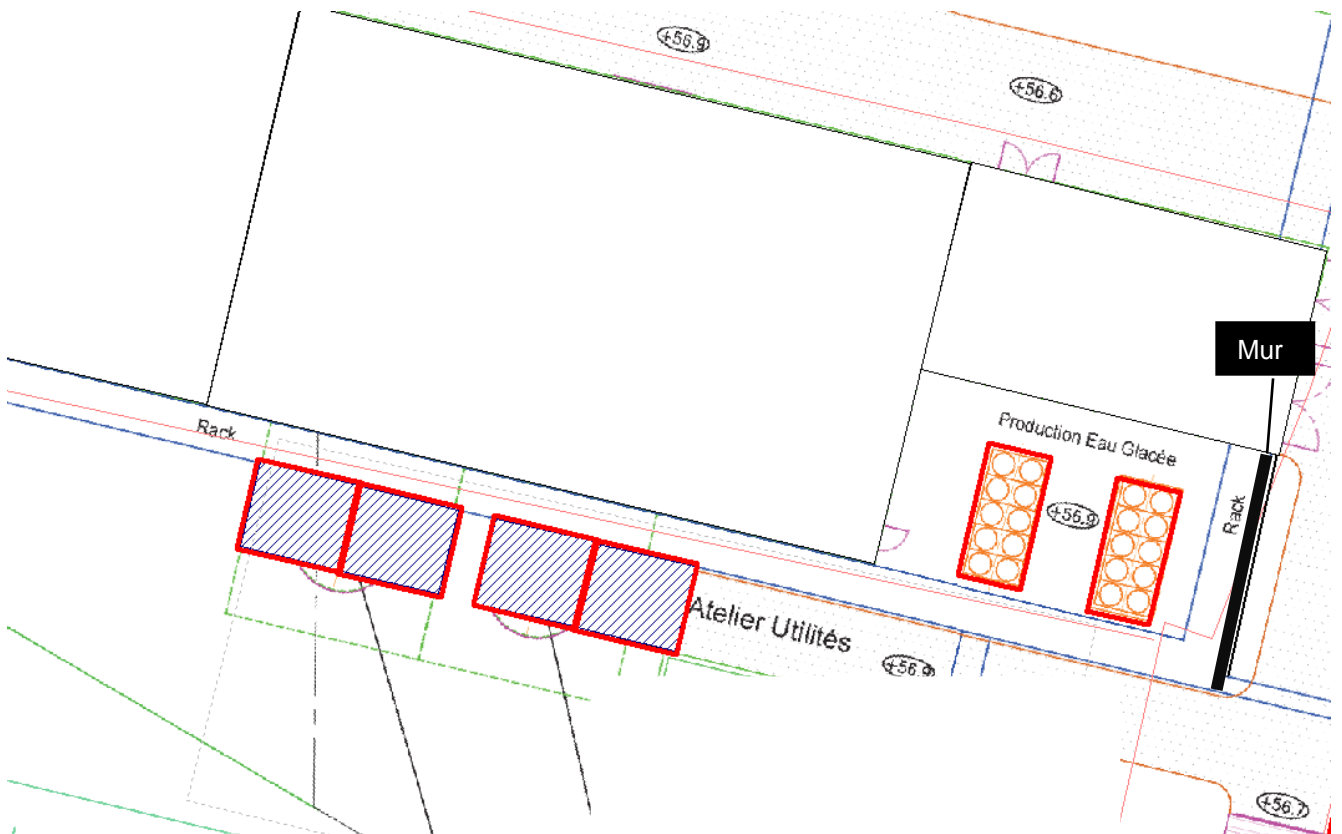 +56.9
+56.6
Mur
Rack
Production Eau Glacée
+56.9
Rack
Atelier Utilités
+56.9
+56.7